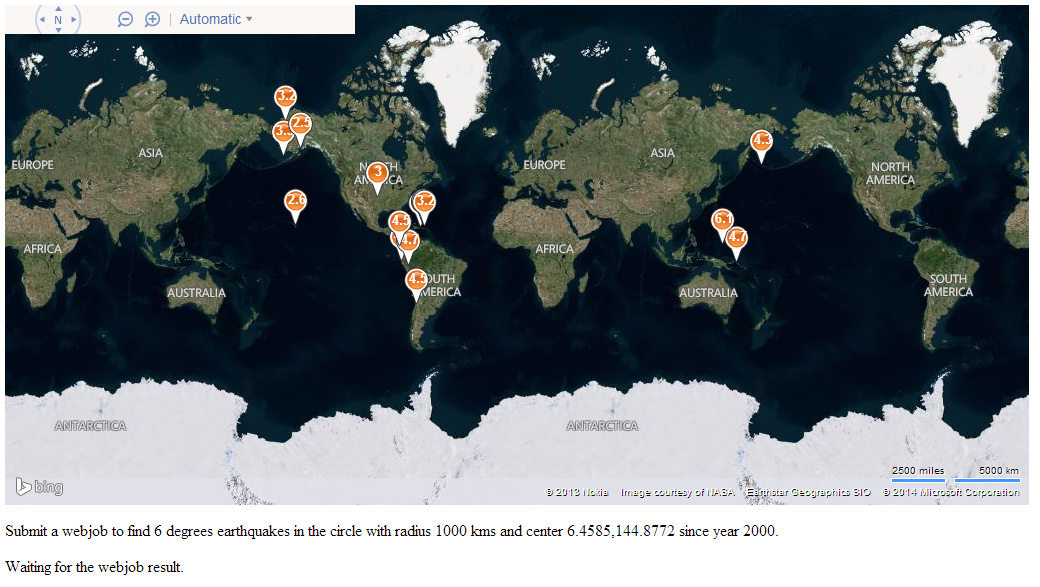 N
Automatic
3.2
2.5
4.3
EUROPE
ASIA
3
NORTH AMERICA
EUROPE
ASIA
NORTH
AMERICA
2.6
3.2
4.5
6.1
4.7
4.7
AFRICA
AFRICA
4.5
SOUTH
AMERICA
SOUTH
AMERICA
AUSTRALIA
AUSTRALIA
ANTARCTICA
ANTARCTICA
2500 miles 5000 km
bing
© 2013 Nokia Image courtesy of NASA Earthstar Geographics SIO © 2014 Microsoft Corporation
Submit a webjob to find 6 degrees earthquakes in the circle with radius 1000 kms and center 6.4585,144.8772 since year 2000.
Waiting for the webjob result.